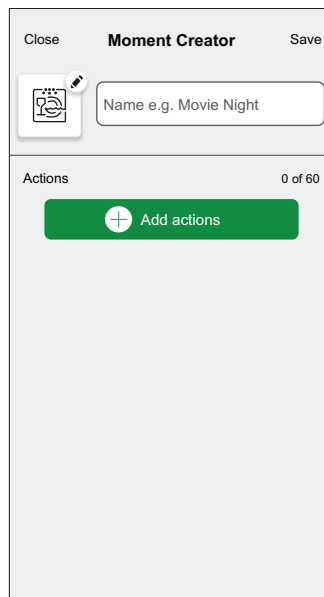 Close Moment Creator Save
Name e.g. Movie Night
Actions 0 of 60
Add actions